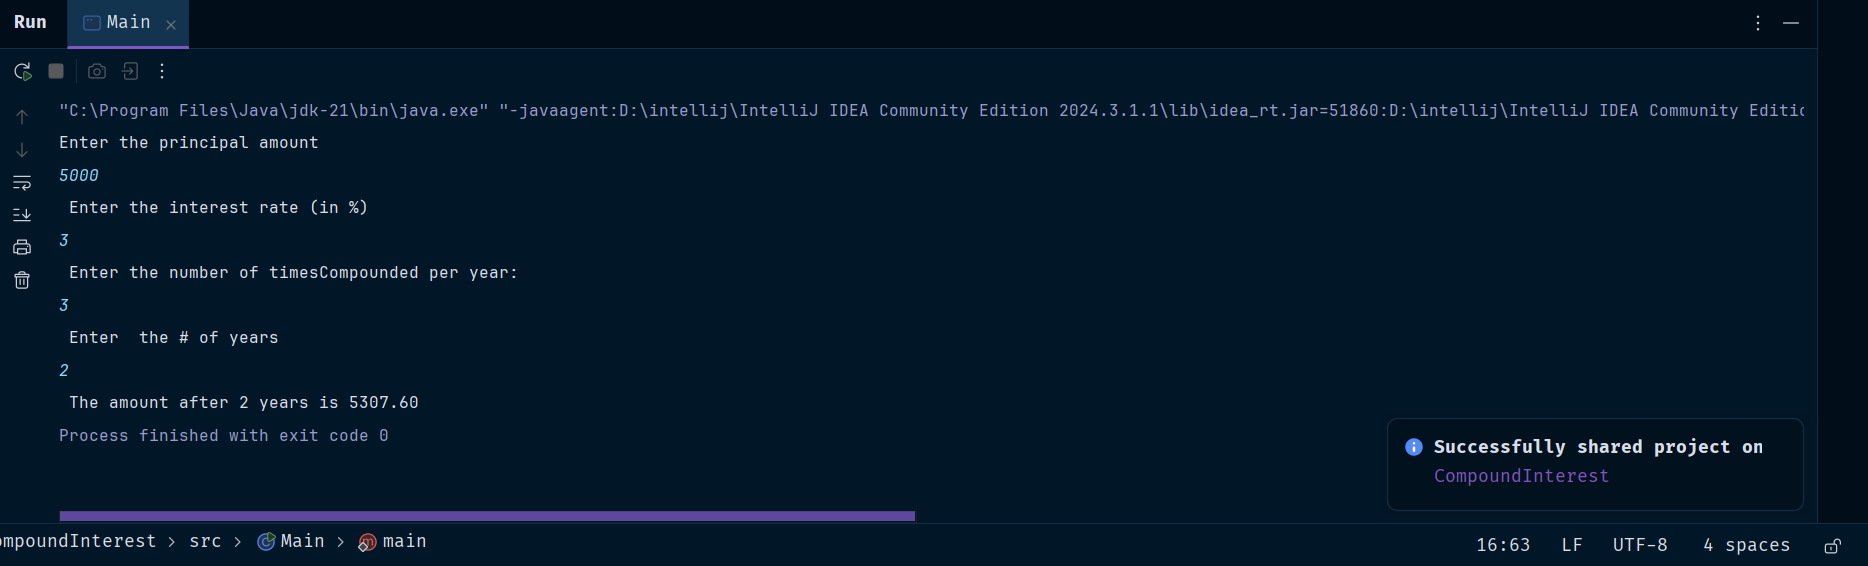 Run Main
"C:\Program Files\Java\jdk-21\bin\java.exe" "-javaagent:D:\intellij\IntelliJ IDEA Community Edition 2024.3.1.1\lib\idea_rt.jar=51860:D:\intellij\IntelliJ IDEA Community Editio
Enter the principal amount
5000
 Enter the interest rate (in %)
3
 Enter the number of timesCompounded per year:
3
 Enter  the # of years
2
 The amount after 2 years is 5307.60
Process finished with exit code 0
Successfully shared project on
CompoundInterest
ompoundInterest > src > Main > main
16:63 LF UTF-8 4 spaces